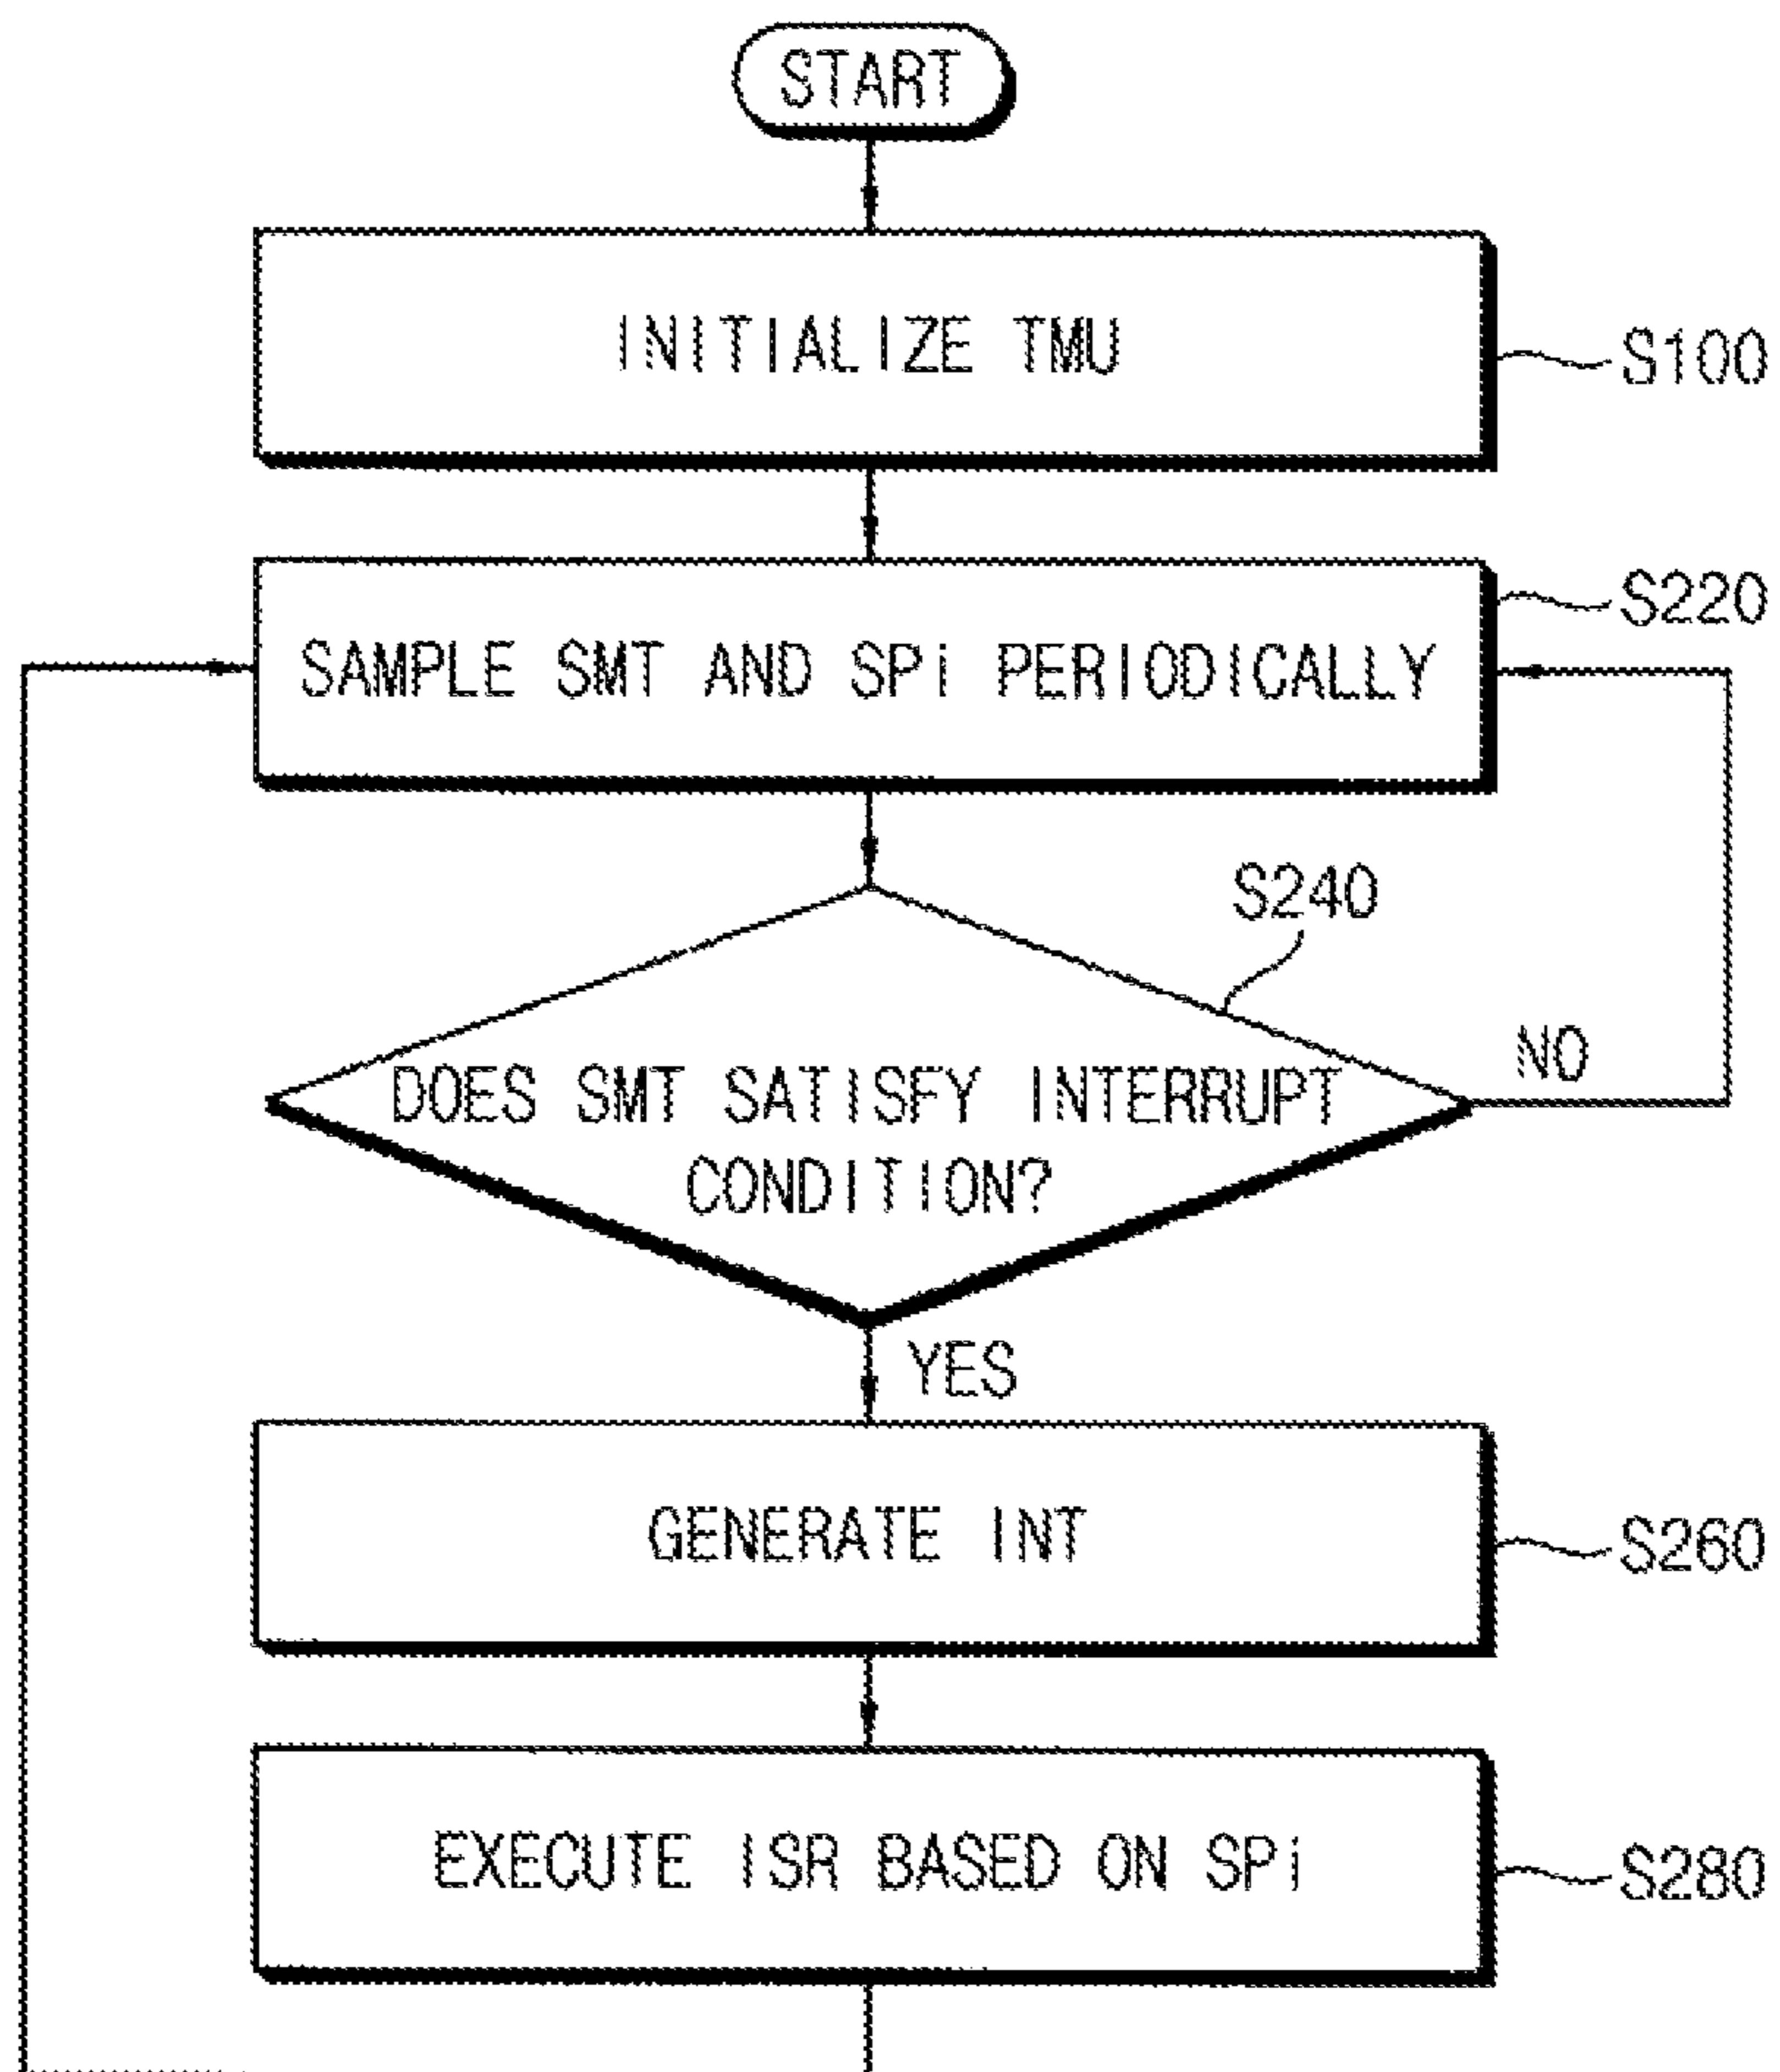 START
INITIALIZE TMU
S100
S220
SAMPLE SMT AND SPi PERIODICALLY
S240
NO
DOES SMT SATISFY INTERRUPT
CONDITION?
YES
GENERATE INT
S260
EXECUTE ISR BASED ON SPi
S280